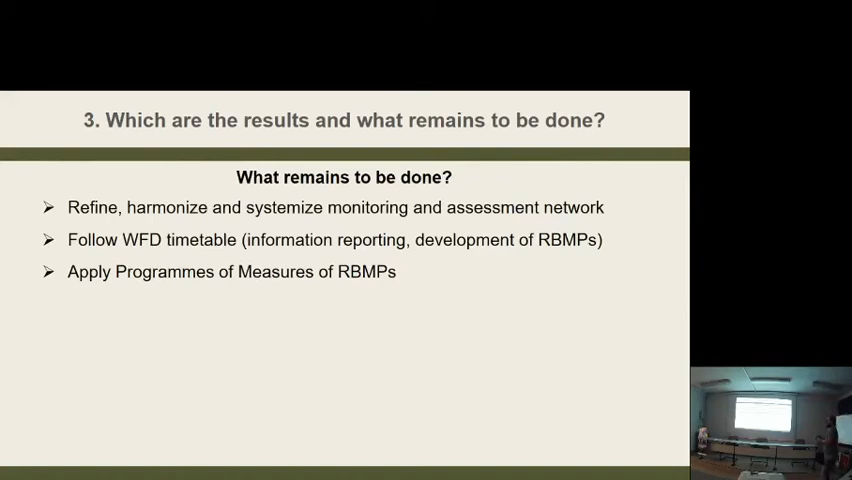 3. Which are the results and what remains to be done?
What remains to be done?
Refine, harmonize and systemize monitoring and assessment network
Follow WFD timetable (information reporting, development of RBMPs)
Apply Programmes of Measures of RBMPs